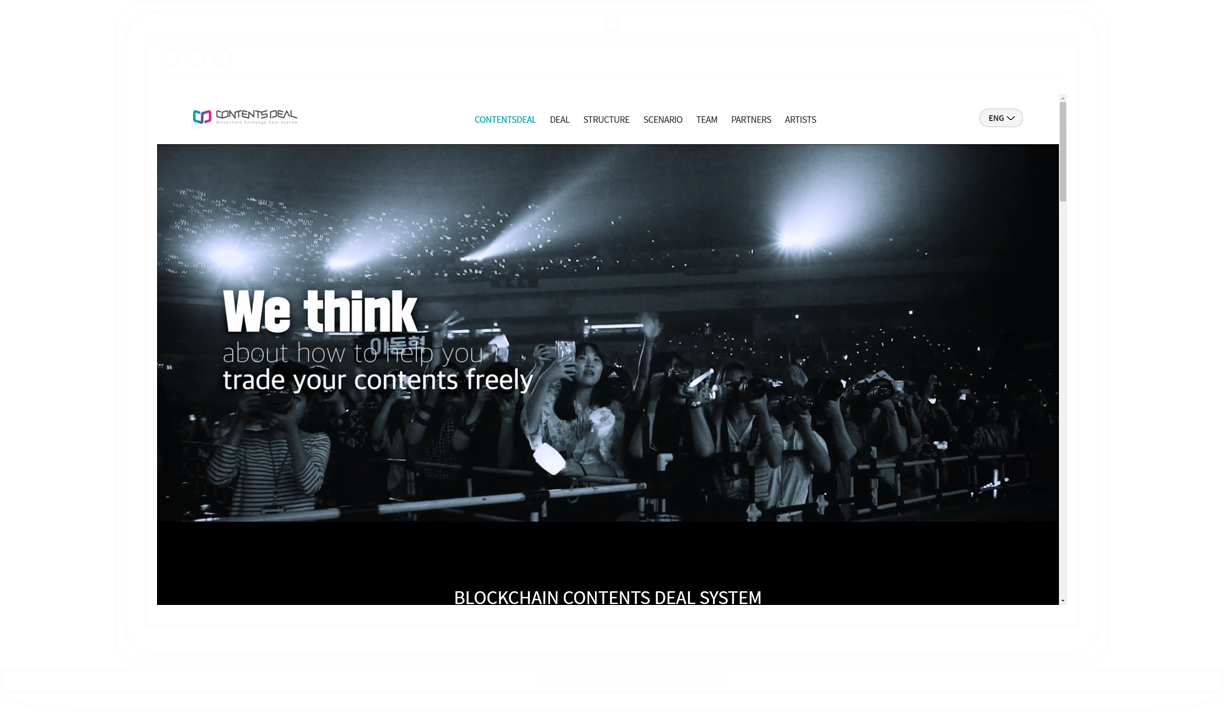 CONTENTS DEAL
Blockchain Exchange Deal System
CONTENTSDEAL DEAL STRUCTURE SCENARIO TEAM PARTNERS ARTISTS
ENG
We think
about how to help you
이동혁
trade your contents freely
BLOCKCHAIN CONTENTS DEAL SYSTEM